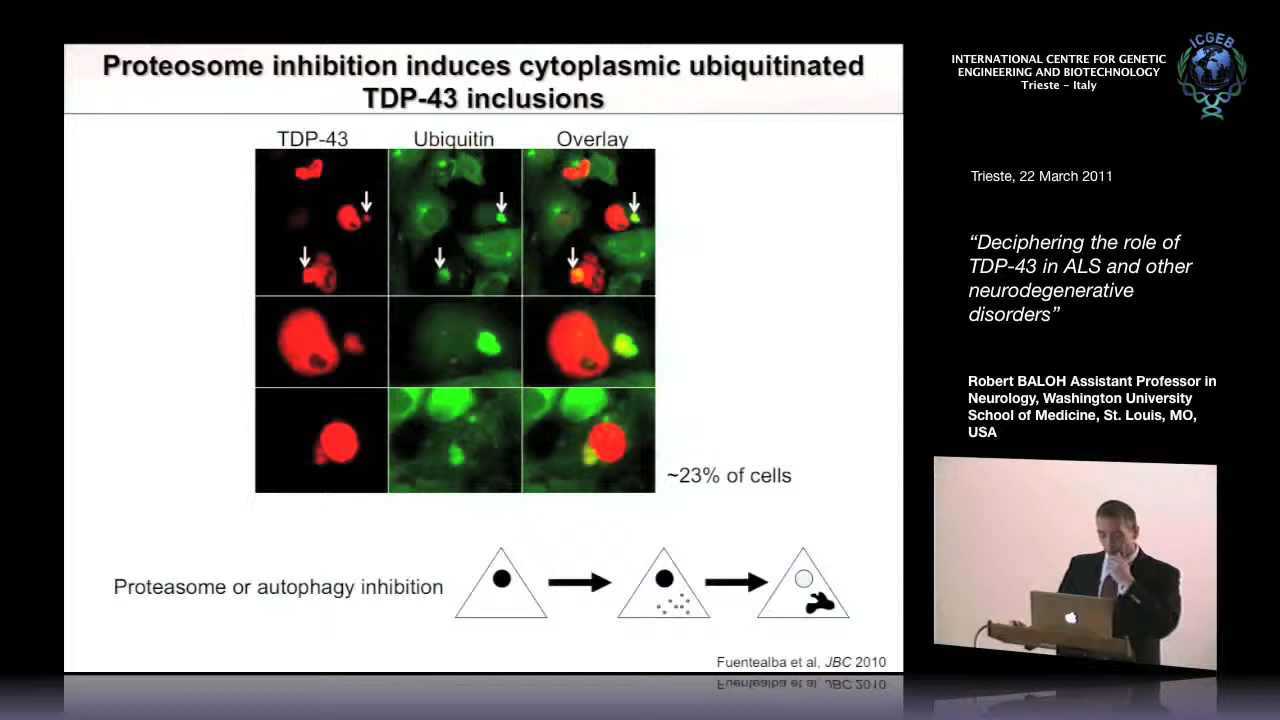 Proteosome inhibition induces cytoplasmic ubiquitinated
TDP-43 inclusions
TDP-43
Ubiquitin
Overlay
~23% of cells
Proteasome or autophagy inhibition
Fuentealba et al, JBC 2010
INTERNATIONAL CENTRE FOR GENETIC
ENGINEERING AND BIOTECHNOLOGY
Trieste - Italy
ICGEB
Trieste, 22 March 2011
“Deciphering the role of
TDP-43 in ALS and other
neurodegenerative
disorders”
Robert BALOH Assistant Professor in
Neurology, Washington University
School of Medicine, St. Louis, MO,
USA